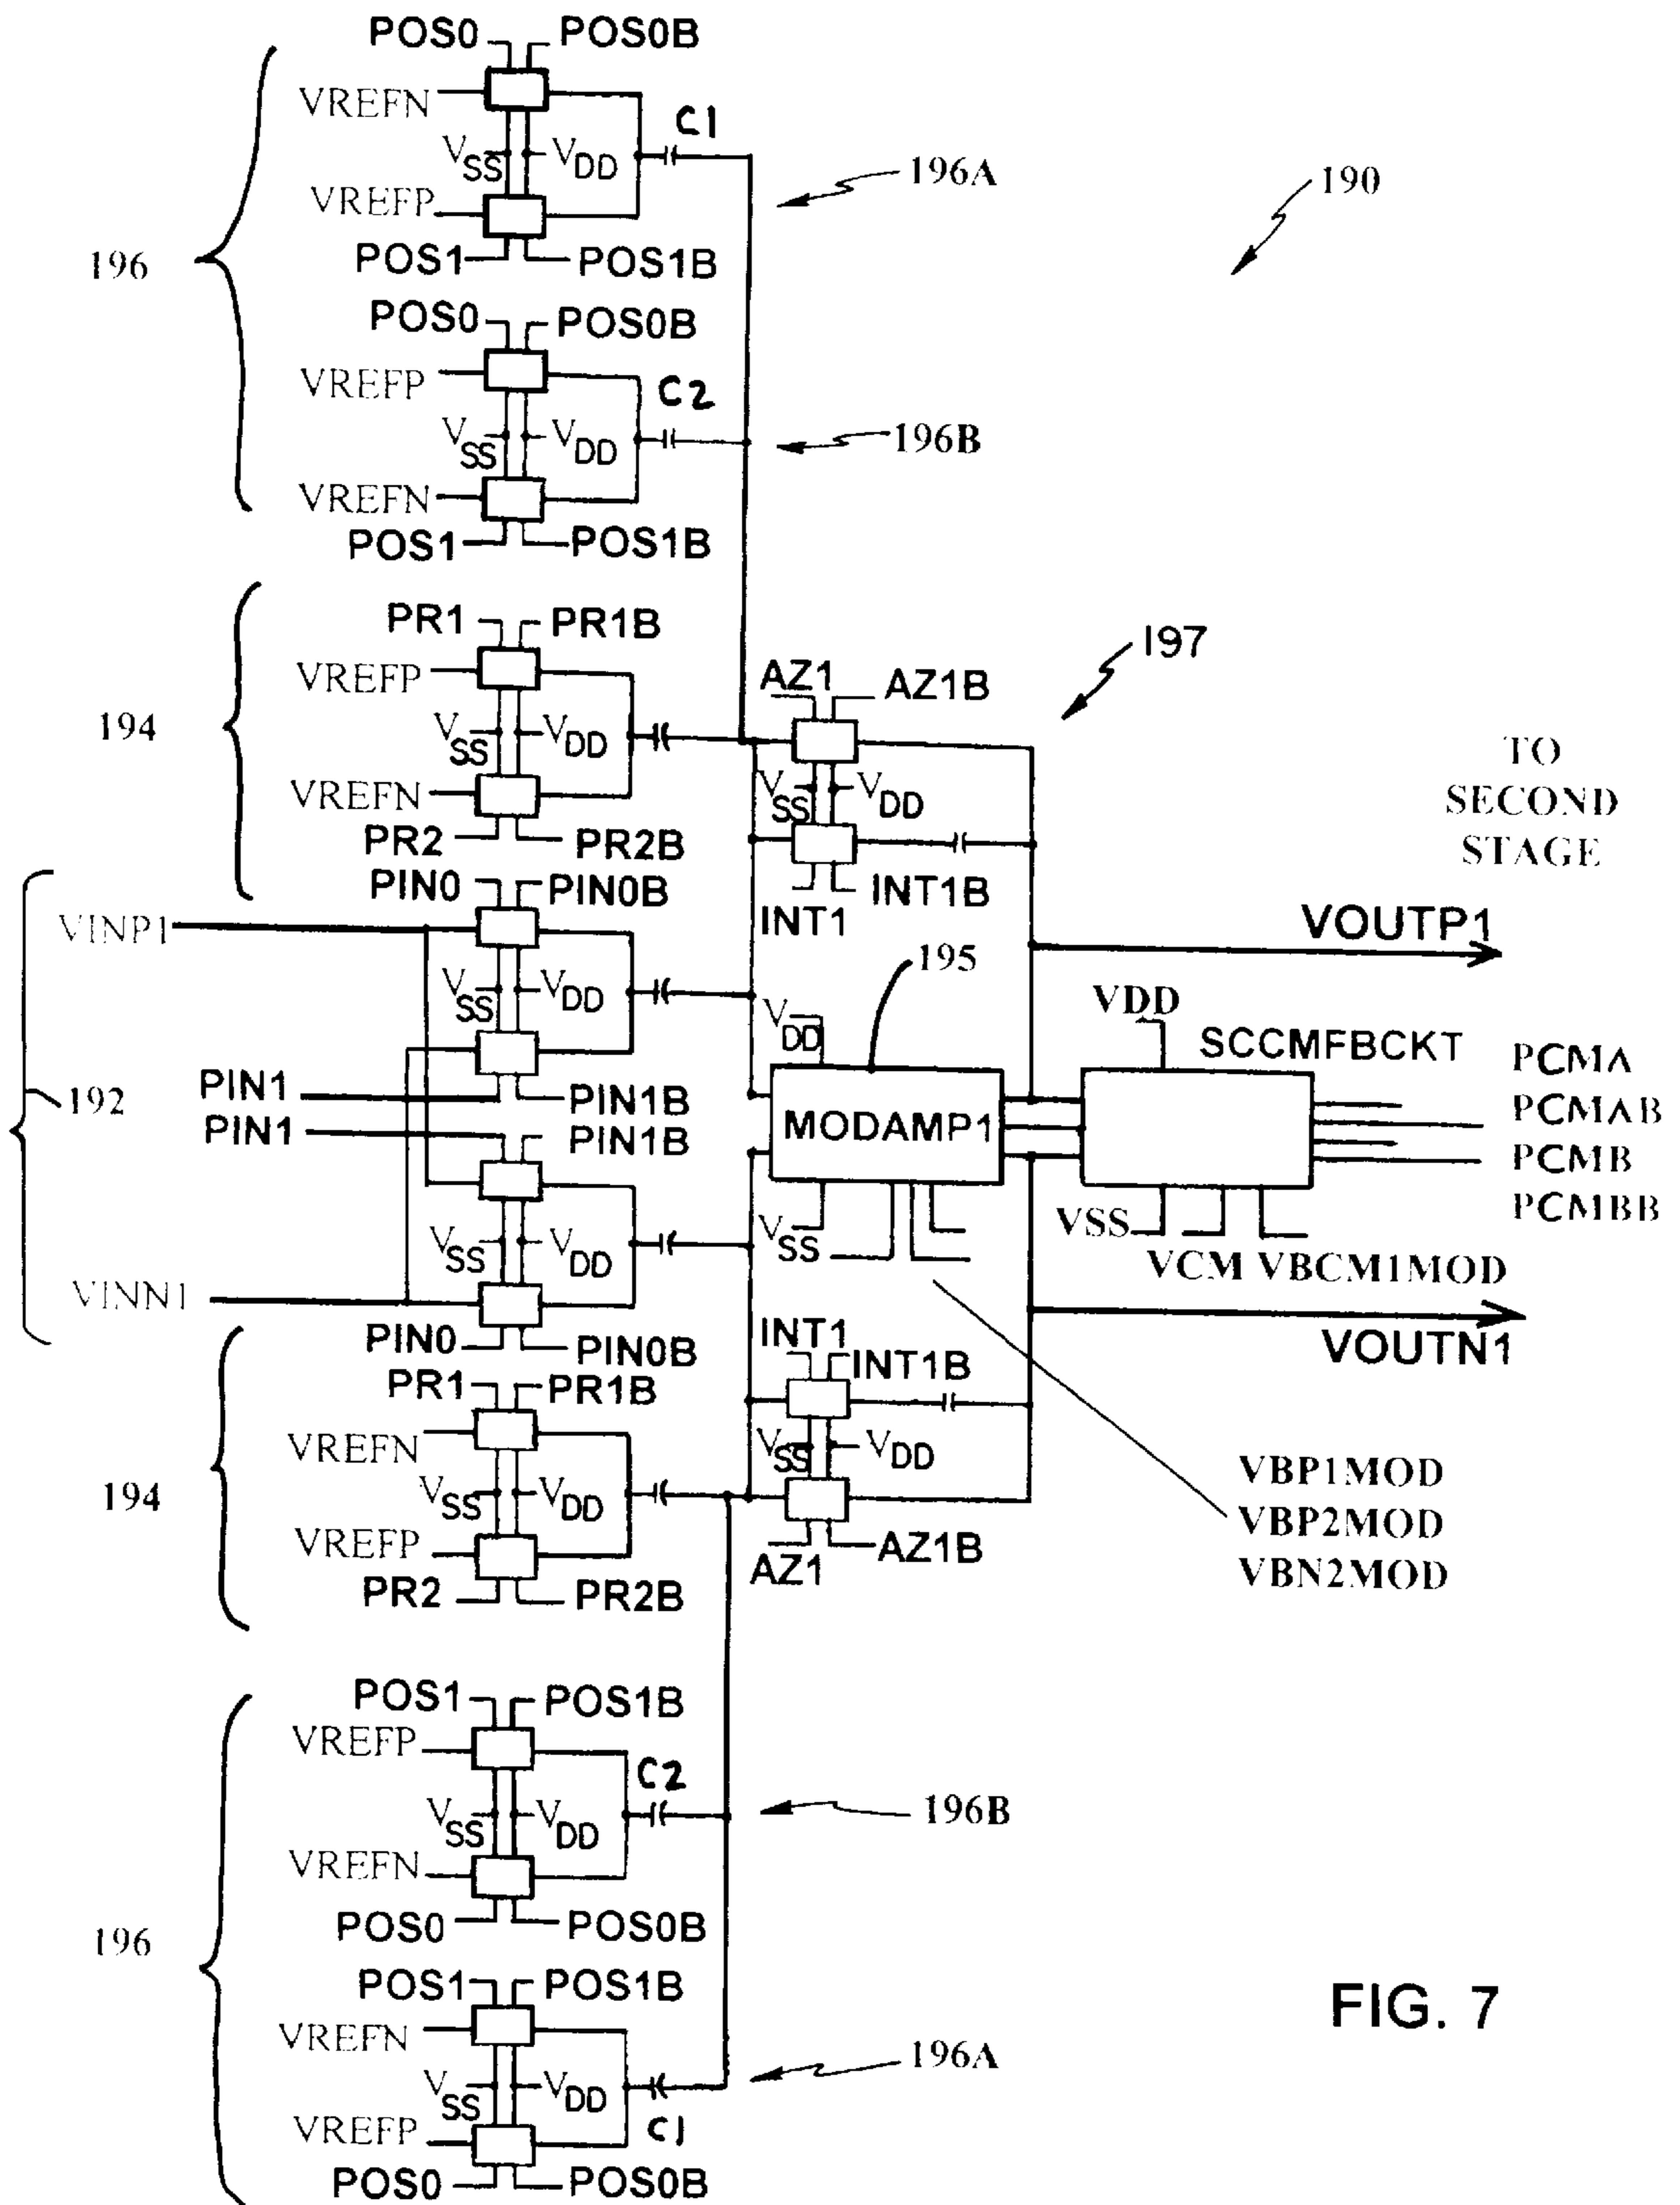 POS0 POS0B
VREFN
C1
VSS VDD
196A
190
VREFP
196
POS1 POS1B
POS0 POS0B
VREFP
C2
VSS VDD
196B
VREFN
POS1 POS1B
PR1 PR1B
197
VREFP
AZ1 AZ1B
194
VSS VDD
TO
SECOND
STAGE
VREFN
VSS VDD
PR2 PR2B
PIN0 PIN0B
INT1 INT1B
VINP1
VOUTP1
195
VSS VDD
VDD
VDD
SCCMFBCKT
PCMA
PCMAB
PCMB
PCMBB
192
PIN1 PIN1B
PIN1 PIN1B
MODAMP1
VSS VDD
VSS
VSS
VCM VBCM1MOD
VINN1
VOUTN1
PIN0 PIN0B
INT1 INT1B
PR1 PR1B
VREFN
VSS VDD
194
VSS VDD
VBP1MOD
VBP2MOD
VBN2MOD
VREFP
AZ1 AZ1B
PR2 PR2B
POS1 POS1B
VREFP
C2
VSS VDD
196B
VREFN
POS0 POS0B
196
POS1 POS1B
VREFN
196A
VSS VDD
C1
VREFP
POS0 POS0B
FIG. 7